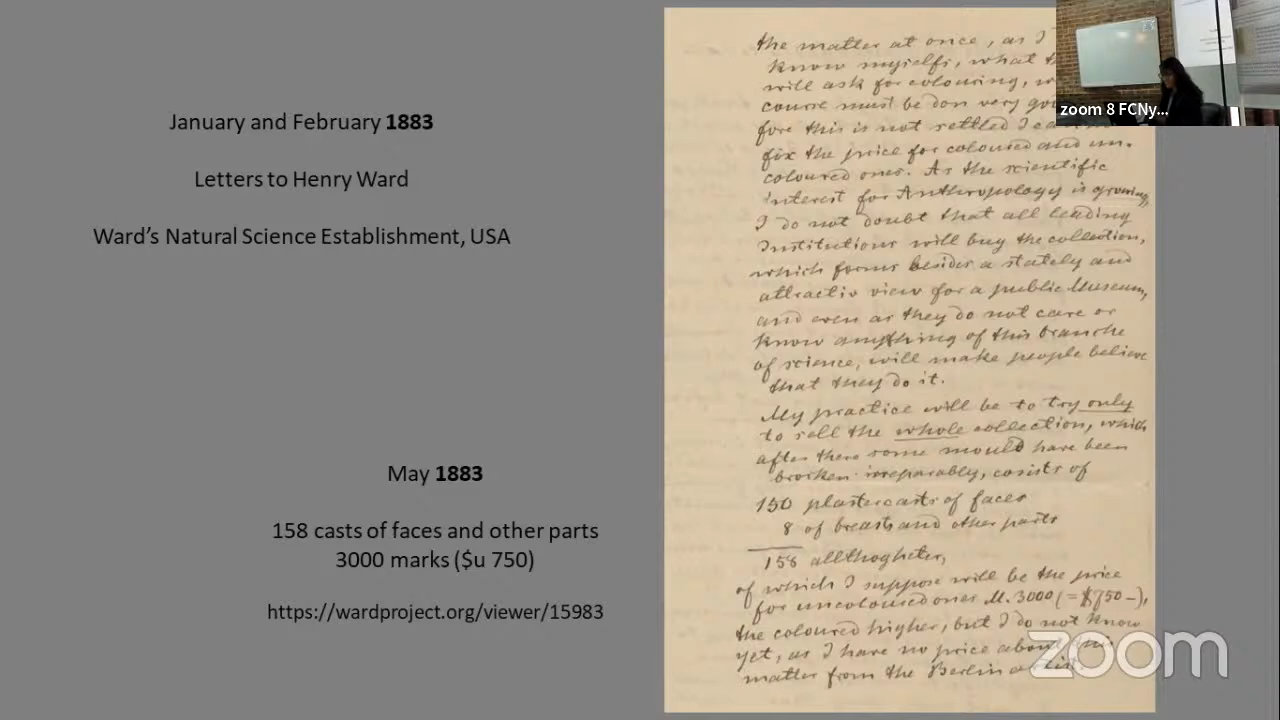 January and February 1883
Letters to Henry Ward
Ward's Natural Science Establishment, USA
May 1883
158 casts of faces and other parts
3000 marks ($u 750)
https://wardproject.org/viewer/15983
the matter at once, as I
know myselfs, what
will ask for colouring,
course must be don very
fore this is not settled I
fix the price for coloured and un-
coloured ones. As the scientific
interest for Anthropology is growing,
I do not doubt that all leading
Institutions will buy the collection,
which forms besides a stately and
attractiv view for a public Museum,
and even as they do not care or
know anything of this branche
of science, will make people believe
that they do it.
My practice will be to try only
to sell the whole collection, which
after there some mould have been
brocken irreparably, cosists of
150 plastercasts of faces
8 of breasts and other parts
158 allthogheter,
of which I suppose will be the price
for uncoloured ones M. 3000 (= $750-),
the coloured higher, but I do not know
yet, as I have no price about
matter from the Berlin
zoom 8 FCNy...
zoom